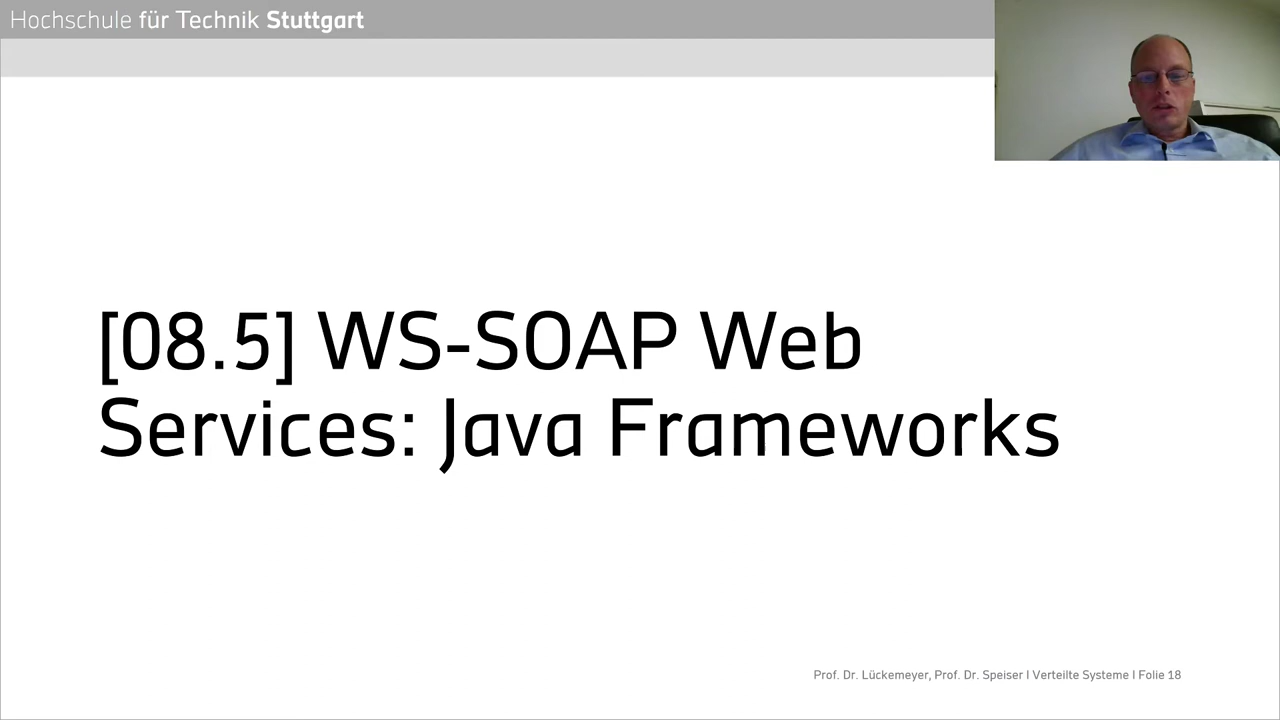 Hochschule für Technik Stuttgart
[08.5] WS-SOAP Web
Services: Java Frameworks
Prof. Dr. Lückemeyer, Prof. Dr. Speiser I Verteilte Systeme I Folie 18